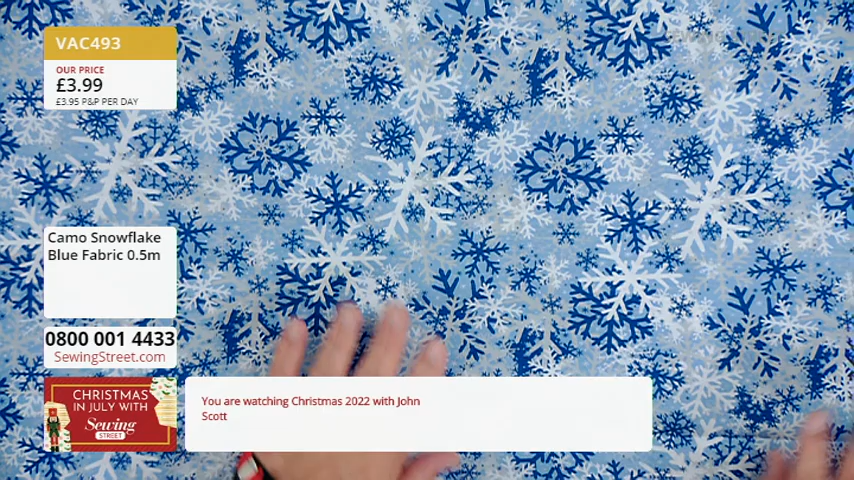 VAC493
OUR PRICE
£3.99
£3.95 P&P PER DAY
Camo Snowflake
Blue Fabric 0.5m
0800 001 4433
SewingStreet.com
CHRISTMAS
IN JULY WITH
Sewing
STREET
You are watching Christmas 2022 with John
Scott